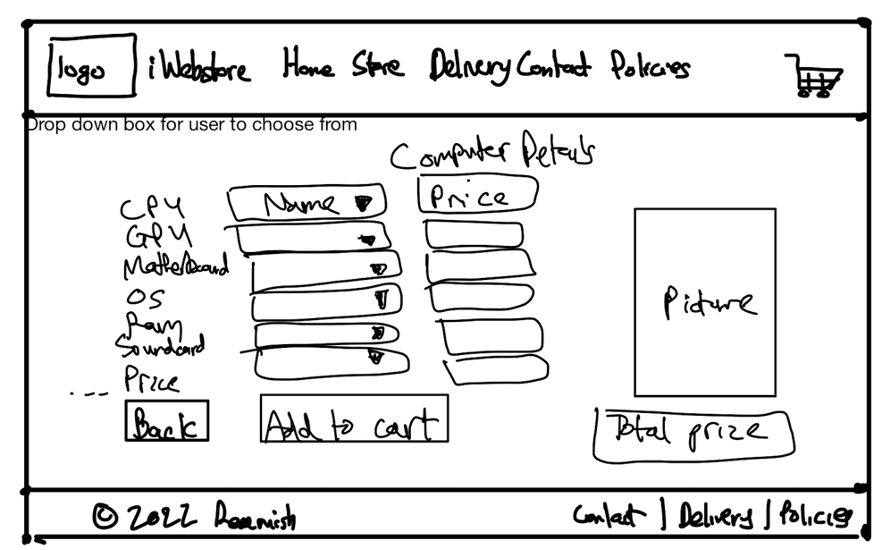 logo iWebstore Home Store Delivery Contact Policies
Drop down box for user to choose from
Computer Details
CPU Name Price
GPU
Motherboard
OS
Picture
Ram
Soundcard
Price
Back Add to cart Total prize
© 2022 Contact | Delivery | Policies